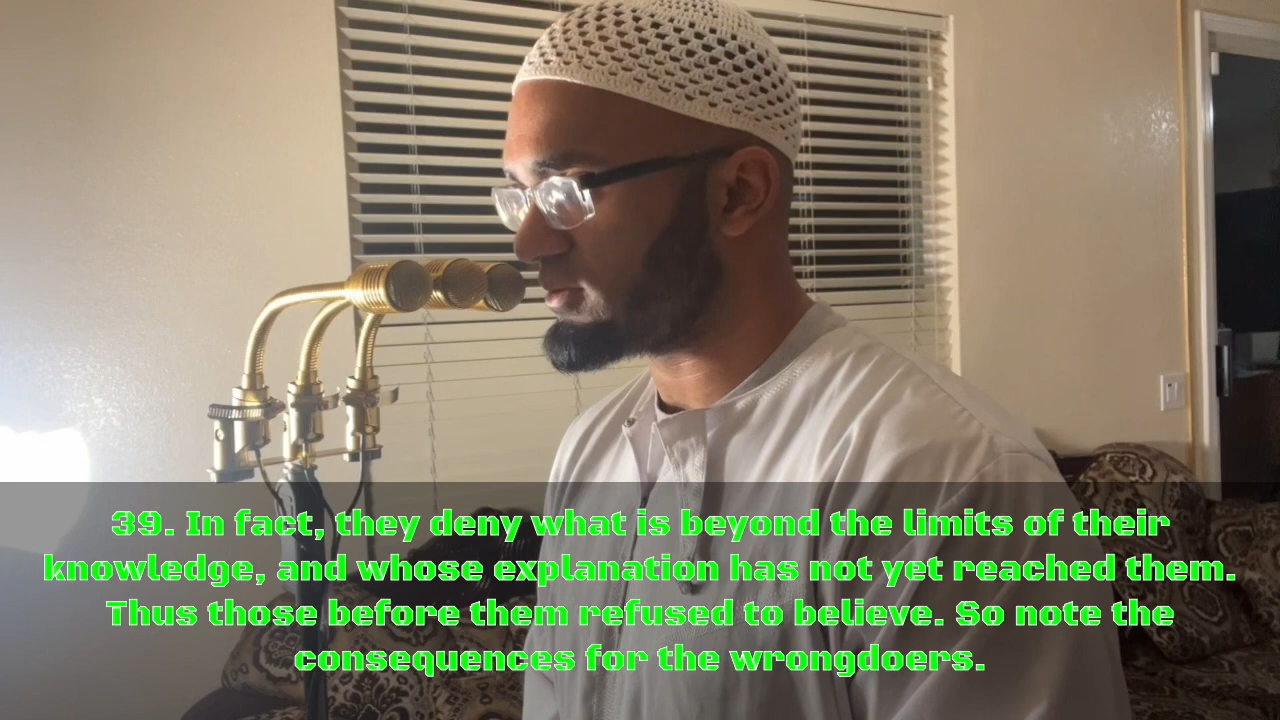 39. In fact, they deny what is beyond the limits of their
knowledge, and whose explanation has not yet reached them.
Thus those before them refused to believe. So note the
consequences for the wrongdoers.